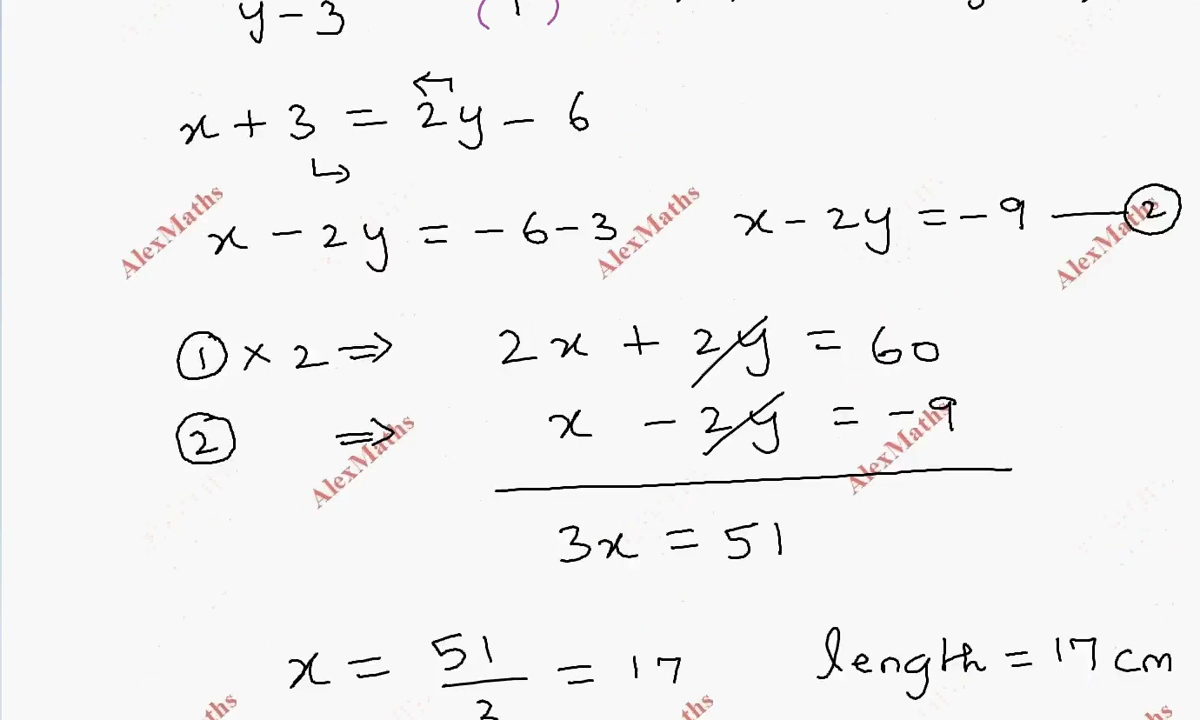 y - 3 ( 1 )
x + 3 = 2y - 6
x - 2y = -6-3 x - 2y = -9 — ②
① × 2 ⇒ 2x + 2y = 60
② ⇒ x - 2y = -9
3x = 51
x = 51/3 = 17 length = 17 cm
AlexMaths
AlexMaths
AlexMaths
AlexMaths
AlexMaths